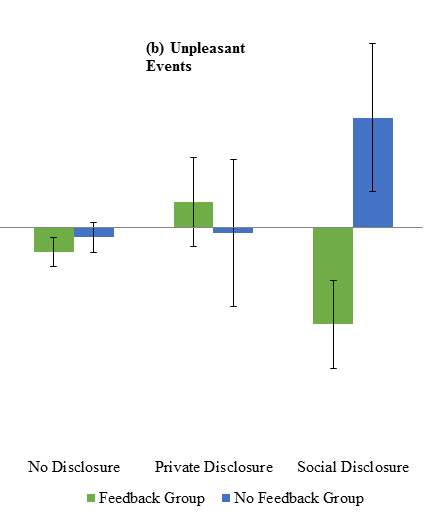 (b) Unpleasant
Events
No Disclosure Private Disclosure Social Disclosure
Feedback Group No Feedback Group